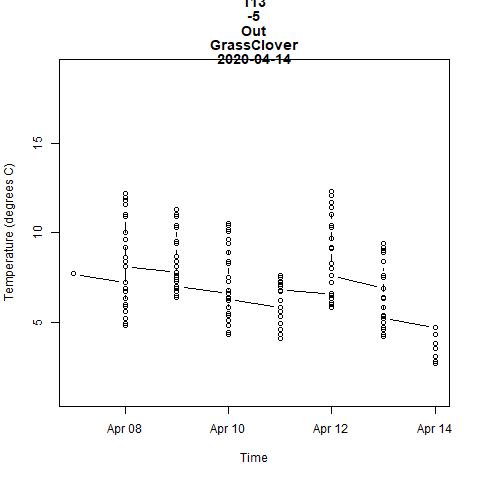 113
-5
Out
GrassClover
2020-04-14
15
10
5
Temperature (degrees C)
Apr 08
Apr 10
Apr 12
Apr 14
Time